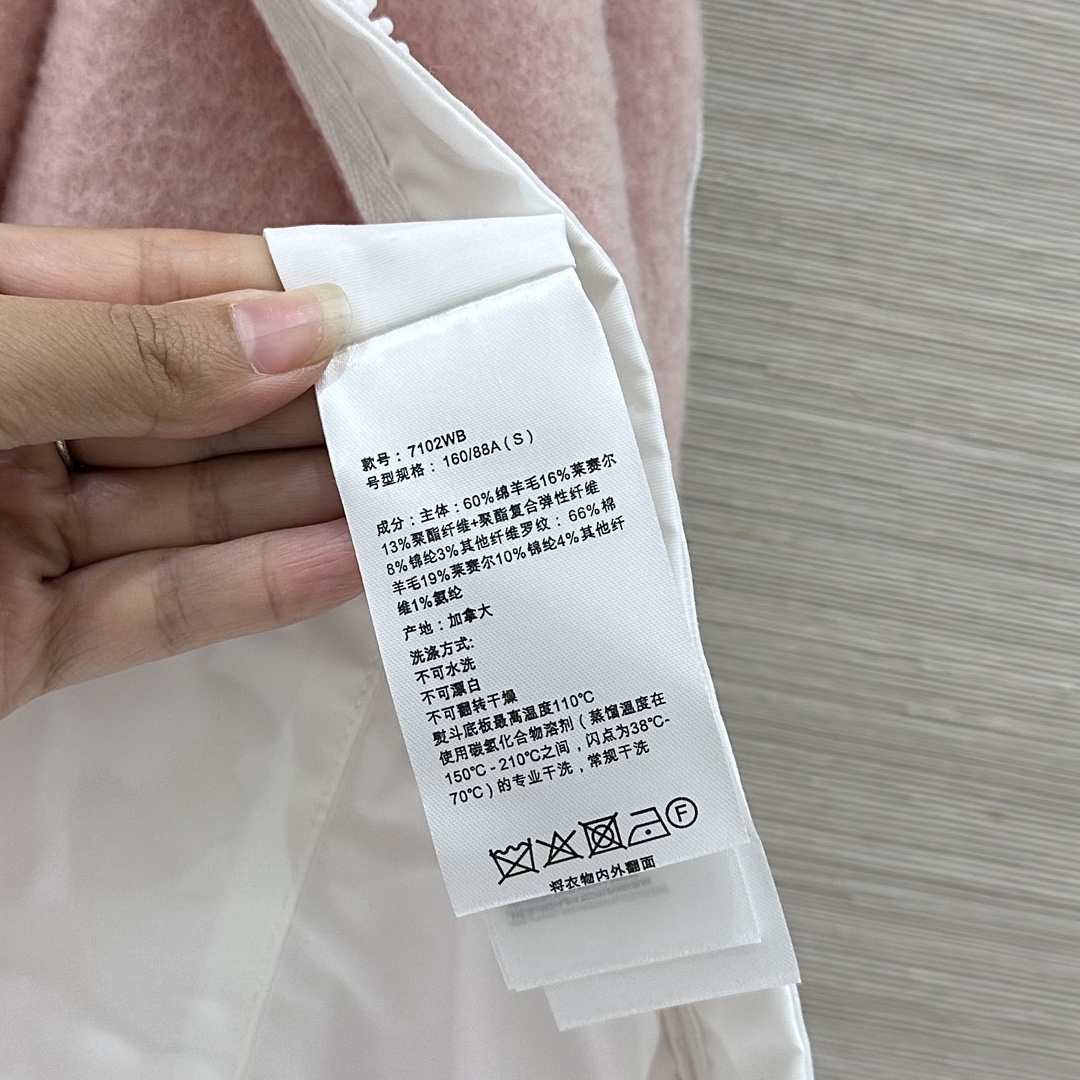 款号：7102WB
号型规格：160/88A ( S )
成分：主体：60%绵羊毛16%莱赛尔
13%聚酯纤维+聚酯复合弹性纤维
8%锦纶3%其他纤维罗纹：66%棉
羊毛19%莱赛尔10%锦纶4%其他纤
维1%氨纶
产地：加拿大
洗涤方式:
不可水洗
不可漂白
不可翻转干燥
熨斗底板最高温度110℃
使用碳氢化合物溶剂（蒸馏温度在
150℃ - 210℃之间，闪点为38℃-
70℃）的专业干洗，常规干洗
F
将衣物内外翻面